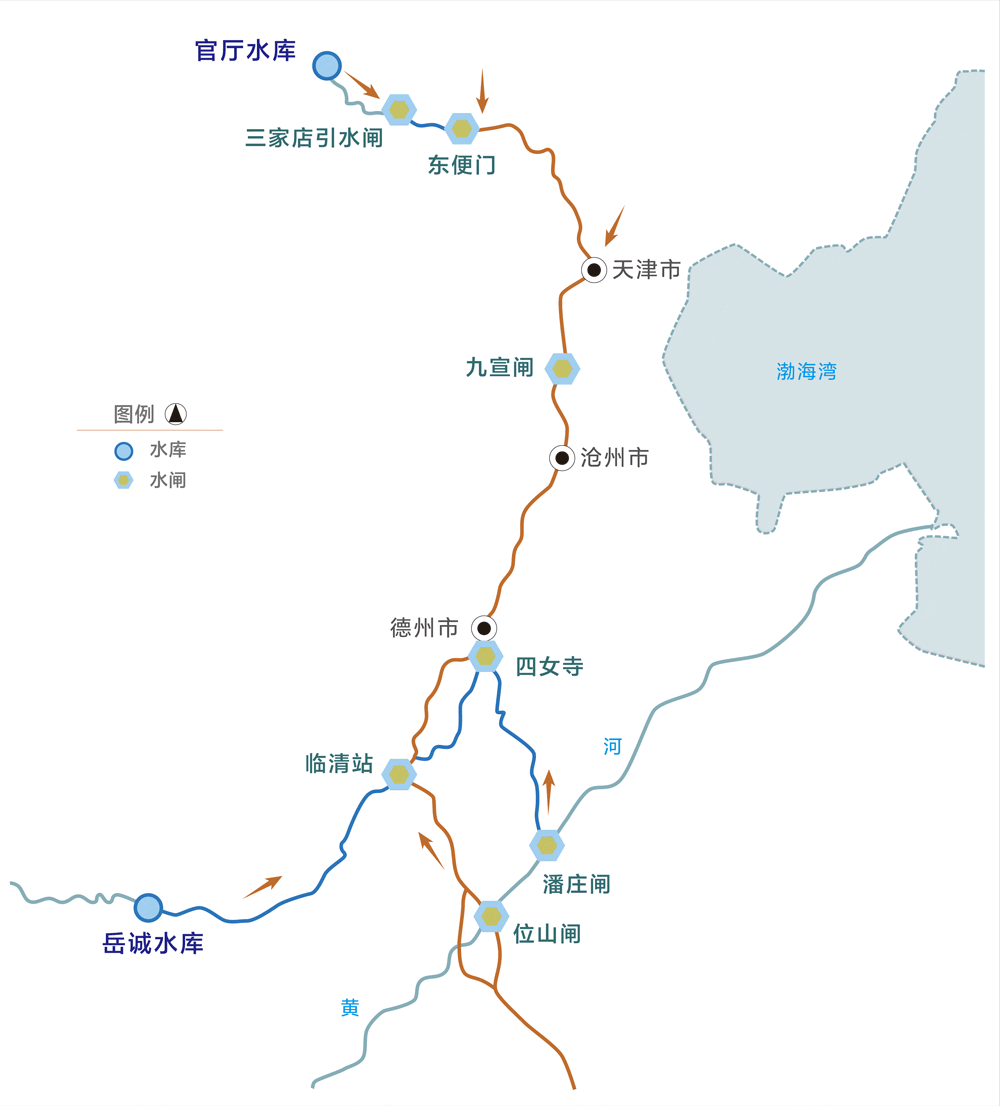 官厅水库
三家店引水闸
东便门
天津市
九宣闸
渤海湾
图例
水库
水闸
沧州市
德州市
四女寺
河
临清站
潘庄闸
位山闸
岳诚水库
黄